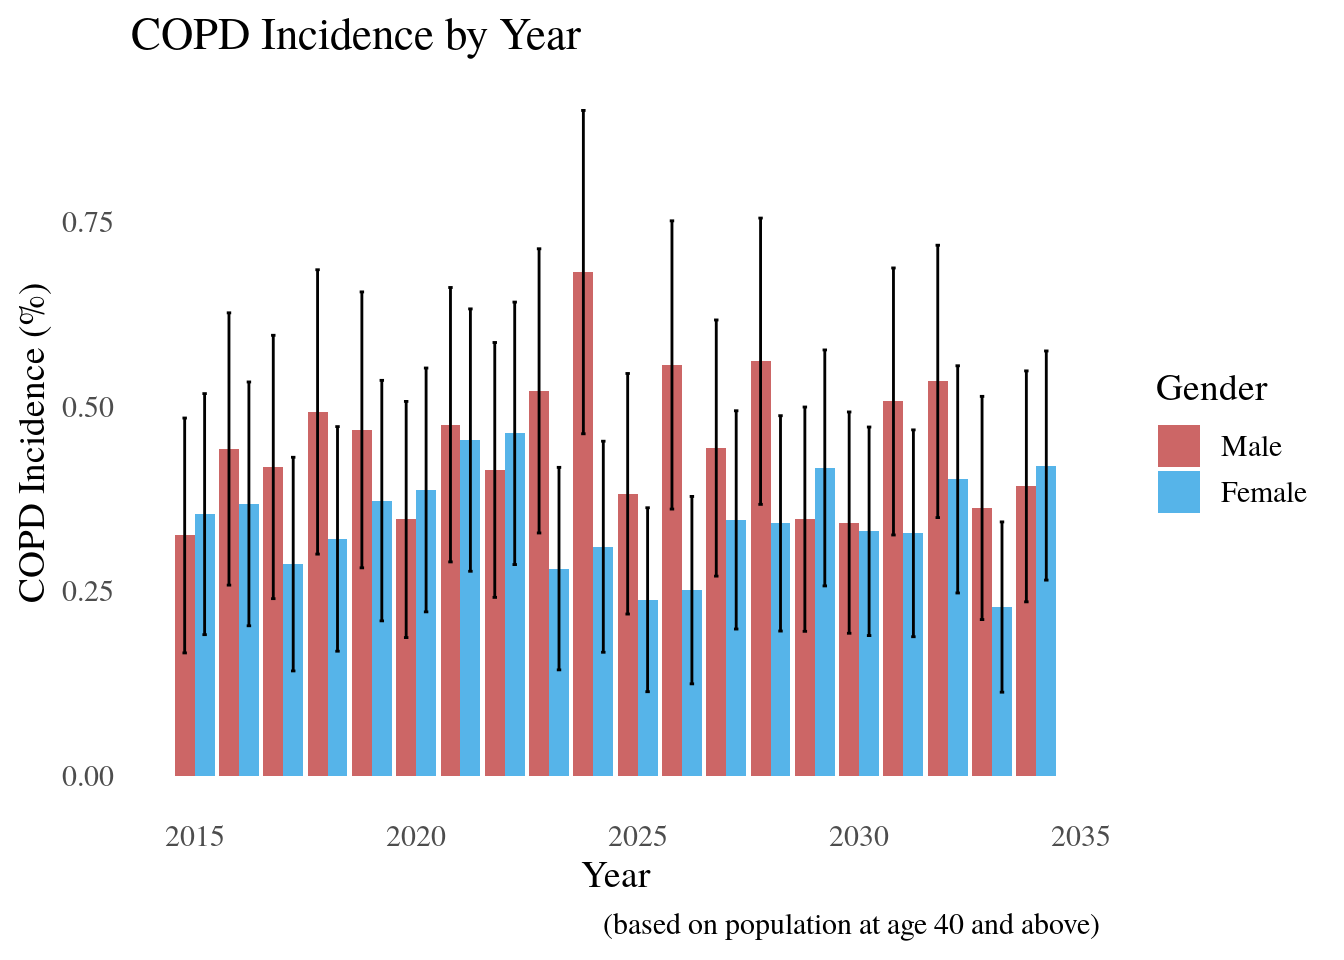 COPD Incidence by Year
COPD Incidence (%)
0.75
0.50
0.25
0.00
2015 2020 2025 2030 2035
Year
(based on population at age 40 and above)
Gender
Male
Female